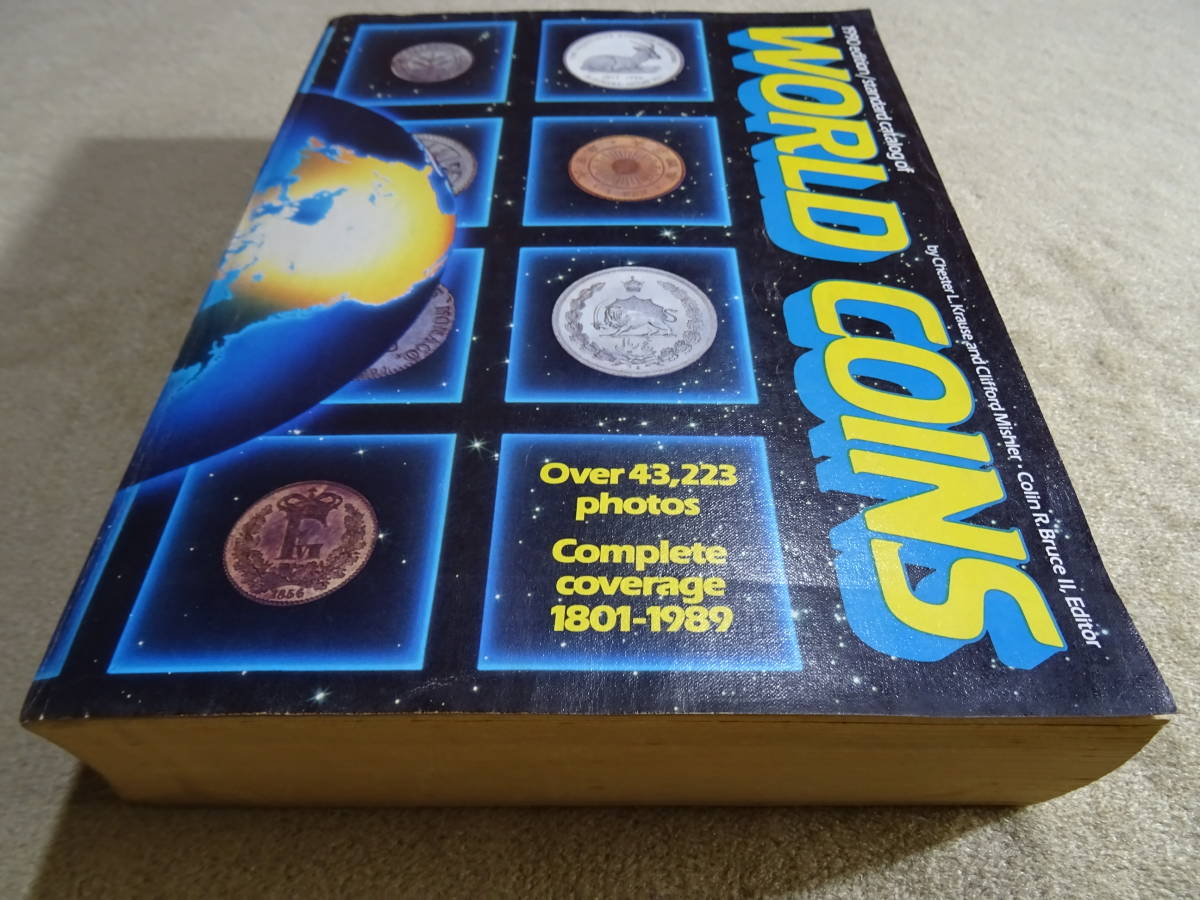 1990 edition/standard catalog of
WORLD COINS
by Chester L. Krause and Clifford Mishler • Colin R. Bruce II, Editor
Over 43,223
photos
Complete
coverage
1801-1989
MONACO
E
M
1856